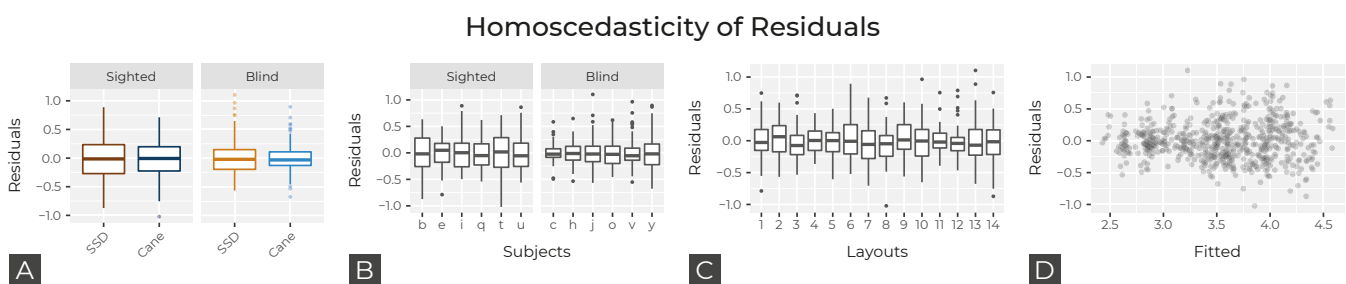 Homoscedasticity of Residuals
Residuals
Sighted
Blind
1.0
0.5
0.0
−0.5
−1.0
SSD
Cane
SSD
Cane
A
Residuals
Sighted
Blind
1.0
0.5
0.0
−0.5
−1.0
b e i q t u
c h j o v y
Subjects
B
Residuals
1.0
0.5
0.0
−0.5
−1.0
1 2 3 4 5 6 7 8 9 10 11 12 13 14
Layouts
C
Residuals
1.0
0.5
0.0
−0.5
−1.0
2.5 3.0 3.5 4.0 4.5
Fitted
D